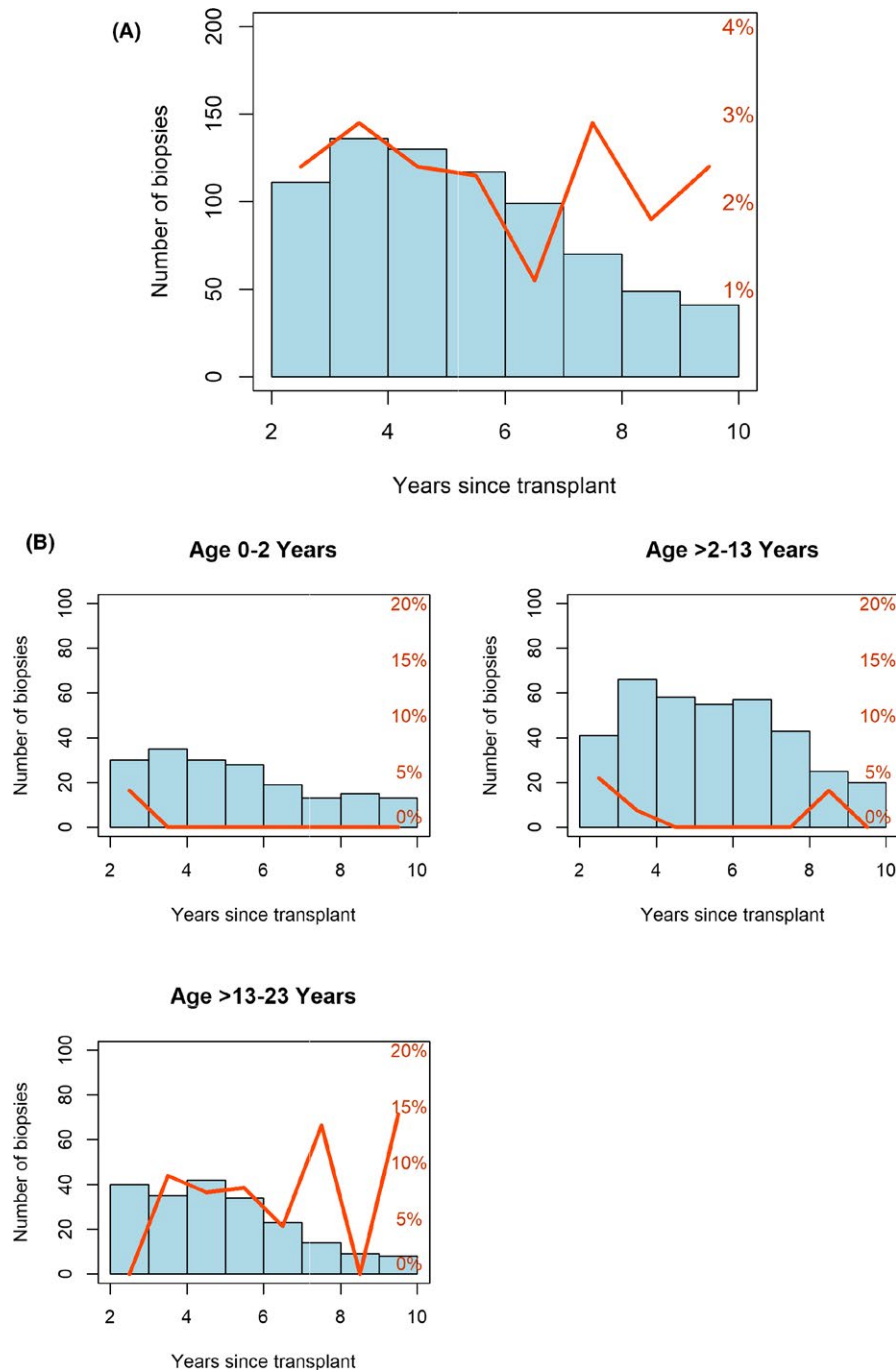 (A)
Number of biopsies
200
150
100
50
0
4%
3%
2%
1%
2 4 6 8 10
Years since transplant
(B)
Age 0-2 Years
Number of biopsies
100
80
60
40
20
0
20%
15%
10%
5%
0%
2 4 6 8 10
Years since transplant
Age >2-13 Years
Number of biopsies
100
80
60
40
20
0
20%
15%
10%
5%
0%
2 4 6 8 10
Years since transplant
Age >13-23 Years
Number of biopsies
100
80
60
40
20
0
20%
15%
10%
5%
0%
2 4 6 8 10
Years since transplant